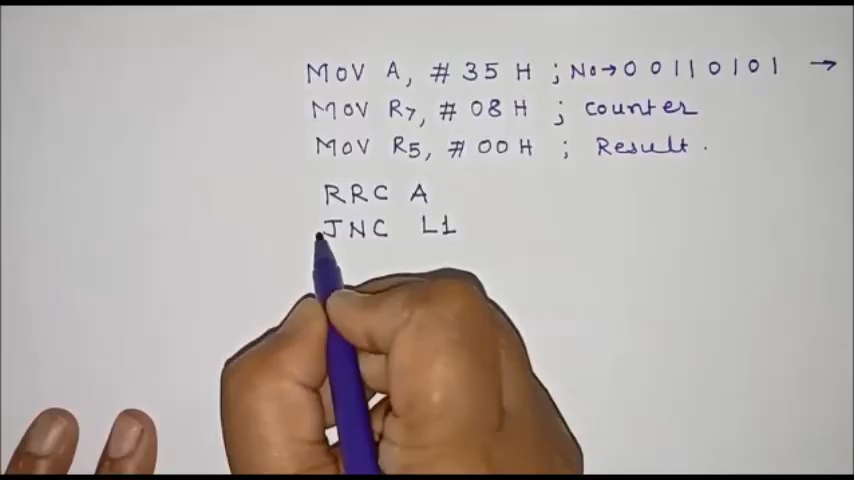 MOV A, # 35 H ; No→ 0 0 1 1 0 1 0 1 →
MOV R7, # 08 H ; Counter
MOV R5, # 00 H ; Result.
RRC A
JNC L1